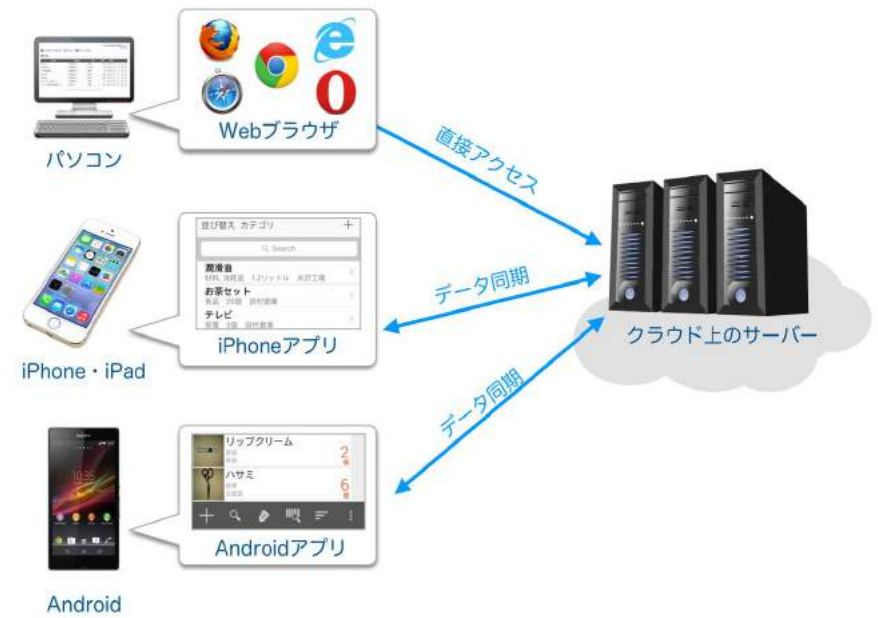 Webブラウザ
パソコン
直接アクセス
並び替え カテゴリ
Search
潤滑油
お茶セット
テレビ
iPhoneアプリ
iPhone・iPad
データ同期
クラウド上のサーバー
データ同期
リップクリーム
2
ハサミ
6
Androidアプリ
10:35
Android